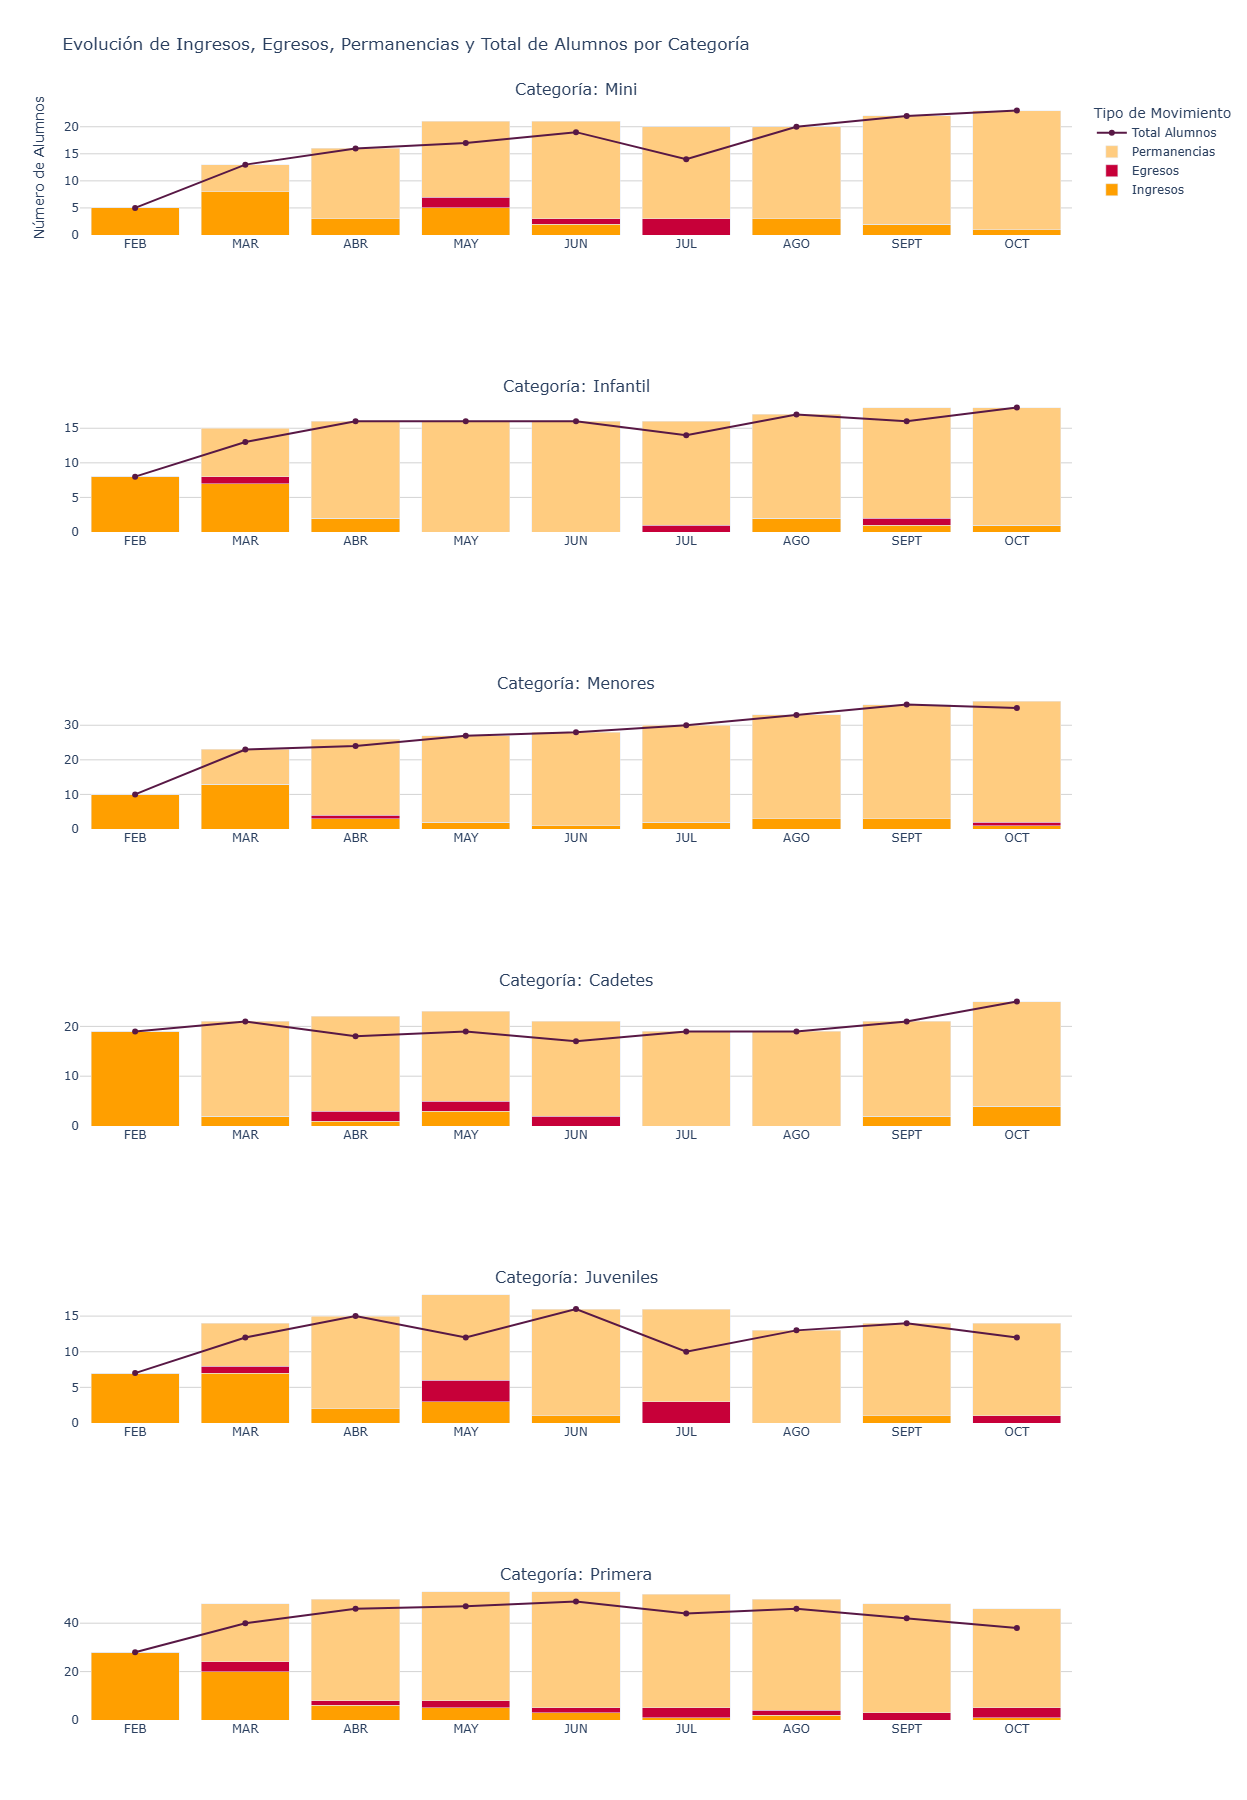 Evolución de Ingresos, Egresos, Permanencias y Total de Alumnos por Categoría
Categoría: Mini
Número de Alumnos
20
15
10
5
0
FEB MAR ABR MAY JUN JUL AGO SEPT OCT
Tipo de Movimiento
Total Alumnos
Permanencias
Egresos
Ingresos
Categoría: Infantil
15
10
5
0
FEB MAR ABR MAY JUN JUL AGO SEPT OCT
Categoría: Menores
30
20
10
0
FEB MAR ABR MAY JUN JUL AGO SEPT OCT
Categoría: Cadetes
20
10
0
FEB MAR ABR MAY JUN JUL AGO SEPT OCT
Categoría: Juveniles
15
10
5
0
FEB MAR ABR MAY JUN JUL AGO SEPT OCT
Categoría: Primera
40
20
0
FEB MAR ABR MAY JUN JUL AGO SEPT OCT